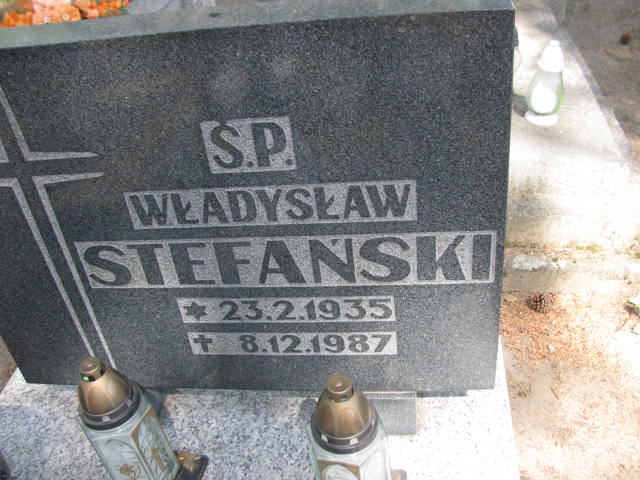 Ś.P.
WŁADYSŁAW
STEFAŃSKI
* 23.2.1935
✝ 8.12.1987